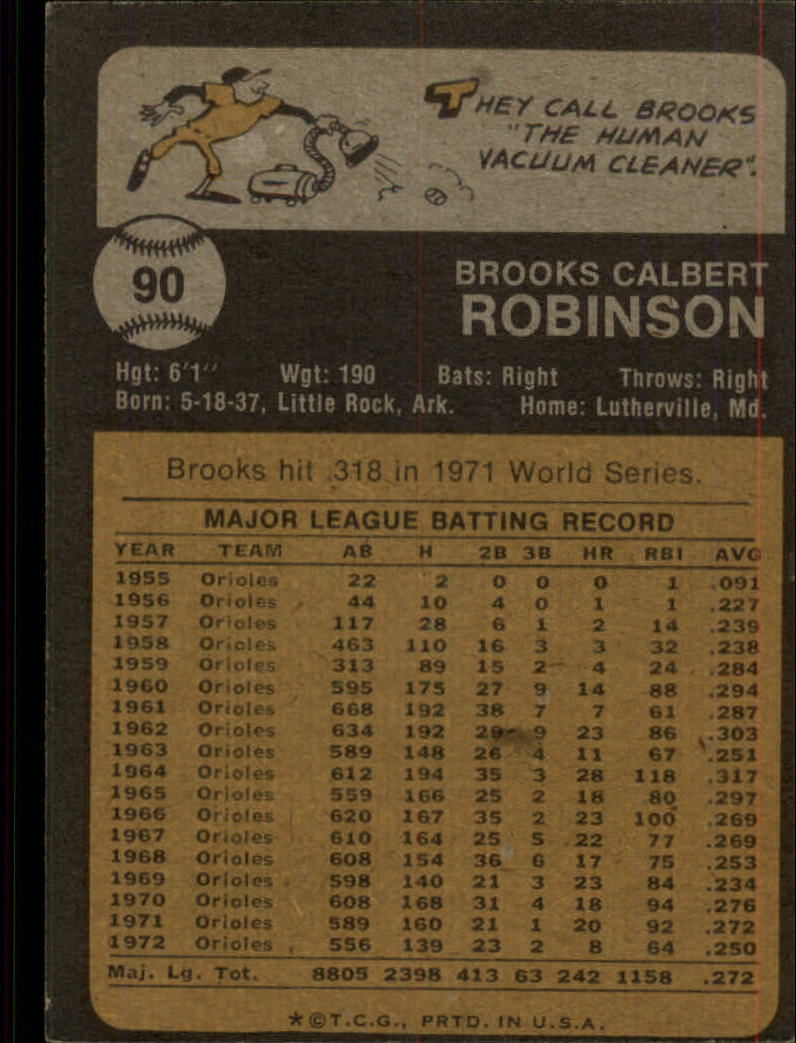 THEY CALL BROOKS
"THE HUMAN
VACUUM CLEANER".
90
BROOKS CALBERT
ROBINSON
Hgt: 6'1" Wgt: 190 Bats: Right Throws: Right
Born: 5-18-37, Little Rock, Ark. Home: Lutherville, Md.
Brooks hit .318 in 1971 World Series.
MAJOR LEAGUE BATTING RECORD
YEAR TEAM AB H 2B 3B HR RBI AVG
1955 Orioles 22 2 0 0 0 1 .091
1956 Orioles 44 10 4 0 1 1 .227
1957 Orioles 117 28 6 1 2 14 .239
1958 Orioles 463 110 16 3 3 32 .238
1959 Orioles 313 89 15 2 4 24 .284
1960 Orioles 595 175 27 9 14 88 .294
1961 Orioles 668 192 38 7 7 61 .287
1962 Orioles 634 192 29 9 23 86 .303
1963 Orioles 589 148 26 4 11 67 .251
1964 Orioles 612 194 35 3 28 118 .317
1965 Orioles 559 166 25 2 18 80 .297
1966 Orioles 620 167 35 2 23 100 .269
1967 Orioles 610 164 25 5 22 77 .269
1968 Orioles 608 154 36 6 17 75 .253
1969 Orioles 598 140 21 3 23 84 .234
1970 Orioles 608 168 31 4 18 94 .276
1971 Orioles 589 160 21 1 20 92 .272
1972 Orioles 556 139 23 2 8 64 .250
Maj. Lg. Tot. 8805 2398 413 63 242 1158 .272
*©T.C.G., PRTD. IN U.S.A.